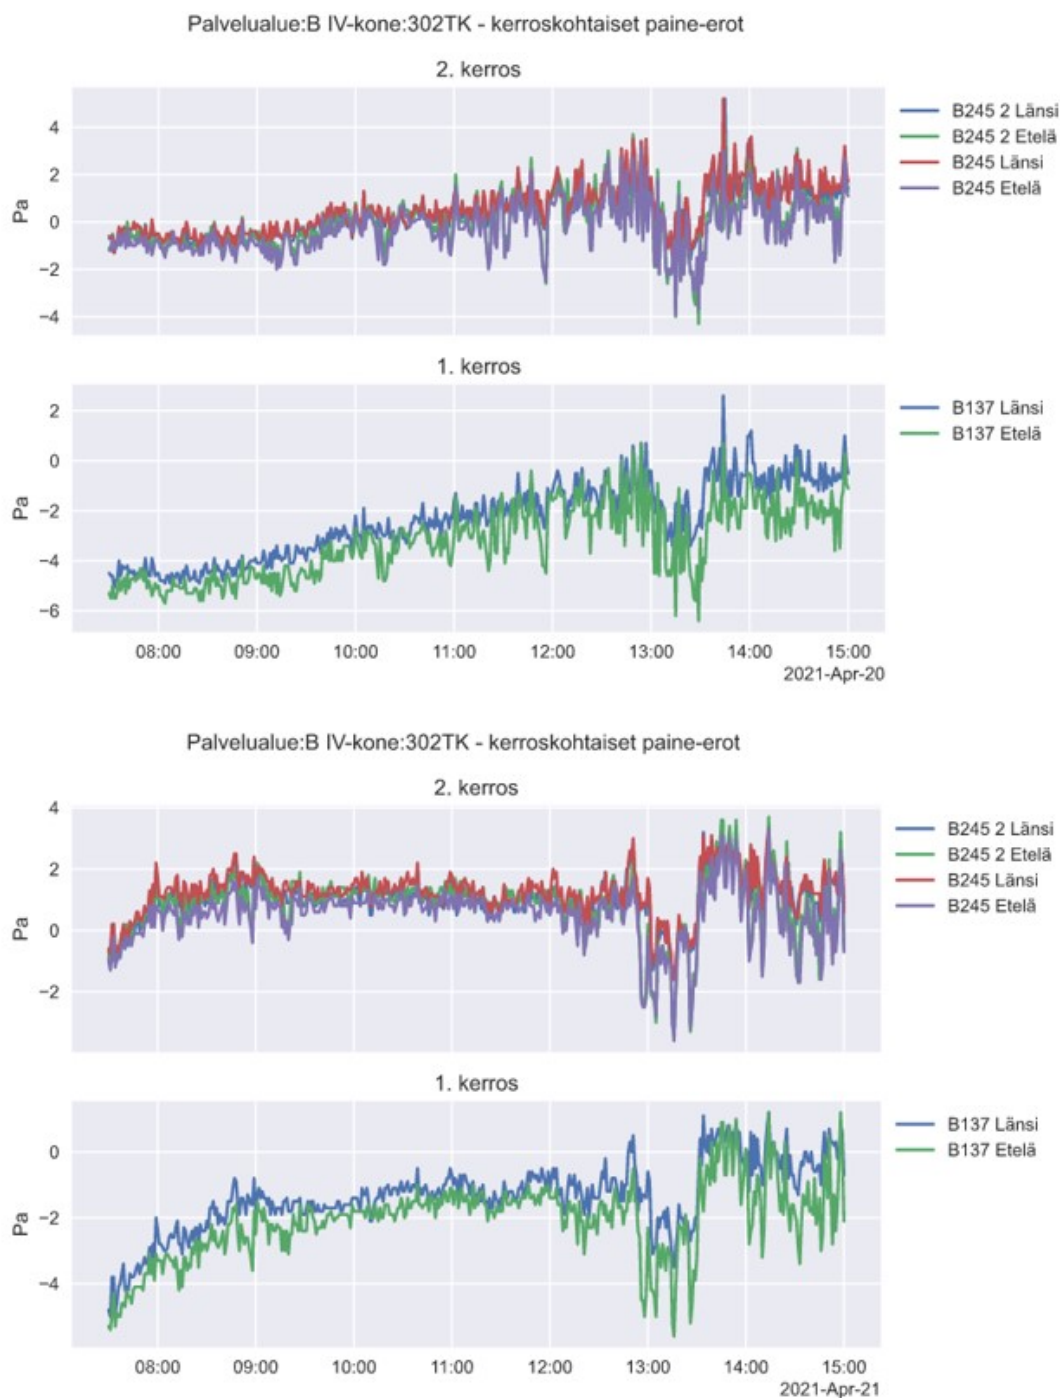 Palvelualue:B IV-kone:302TK - kerroskohtaiset paine-erot
2. kerros
4
2
0
−2
−4
Pa
B245 2 Länsi
B245 2 Etelä
B245 Länsi
B245 Etelä
1. kerros
2
0
−2
−4
−6
Pa
B137 Länsi
B137 Etelä
08:00 09:00 10:00 11:00 12:00 13:00 14:00 15:00
2021-Apr-20
Palvelualue:B IV-kone:302TK - kerroskohtaiset paine-erot
2. kerros
4
2
0
−2
Pa
B245 2 Länsi
B245 2 Etelä
B245 Länsi
B245 Etelä
1. kerros
0
−2
−4
Pa
B137 Länsi
B137 Etelä
08:00 09:00 10:00 11:00 12:00 13:00 14:00 15:00
2021-Apr-21